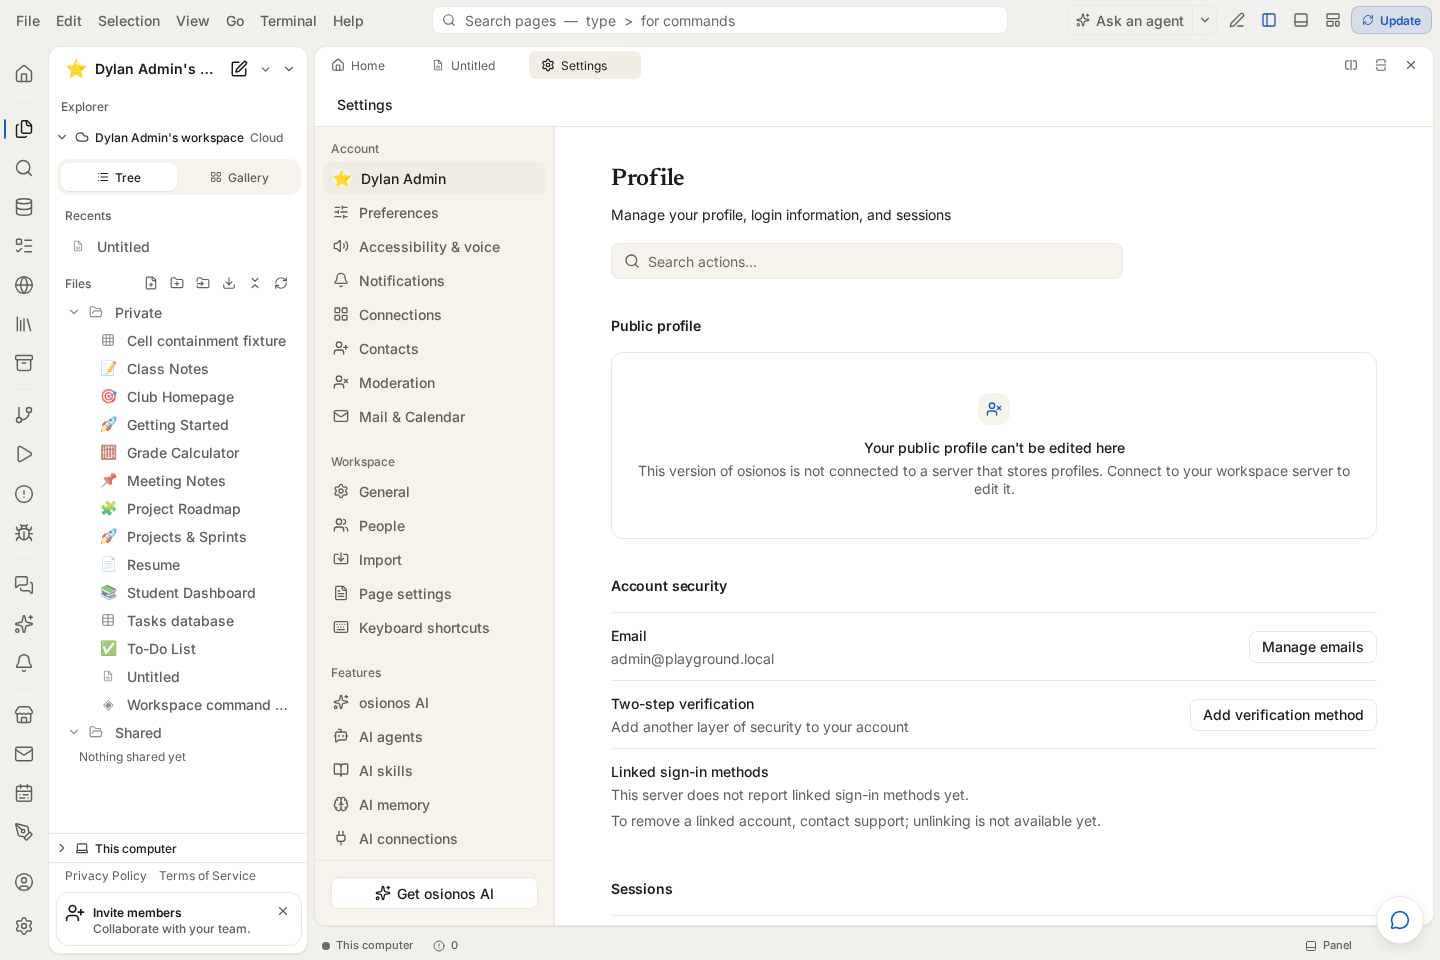 File Edit Selection View Go Terminal Help
Search pages — type > for commands
Ask an agent
Update
Dylan Admin's ...
Explorer
Dylan Admin's workspace Cloud
Tree
Gallery
Recents
Untitled
Files
Private
Cell containment fixture
Class Notes
Club Homepage
Getting Started
Grade Calculator
Meeting Notes
Project Roadmap
Projects & Sprints
Resume
Student Dashboard
Tasks database
To-Do List
Untitled
Workspace command ...
Shared
Nothing shared yet
This computer
Privacy Policy Terms of Service
Invite members
Collaborate with your team.
Home
Untitled
Settings
Settings
Account
Dylan Admin
Preferences
Accessibility & voice
Notifications
Connections
Contacts
Moderation
Mail & Calendar
Workspace
General
People
Import
Page settings
Keyboard shortcuts
Features
osionos AI
AI agents
AI skills
AI memory
AI connections
Get osionos AI
Profile
Manage your profile, login information, and sessions
Search actions...
Public profile
Your public profile can't be edited here
This version of osionos is not connected to a server that stores profiles. Connect to your workspace server to
edit it.
Account security
Email
admin@playground.local
Manage emails
Two-step verification
Add another layer of security to your account
Add verification method
Linked sign-in methods
This server does not report linked sign-in methods yet.
To remove a linked account, contact support; unlinking is not available yet.
Sessions
This computer
0
Panel